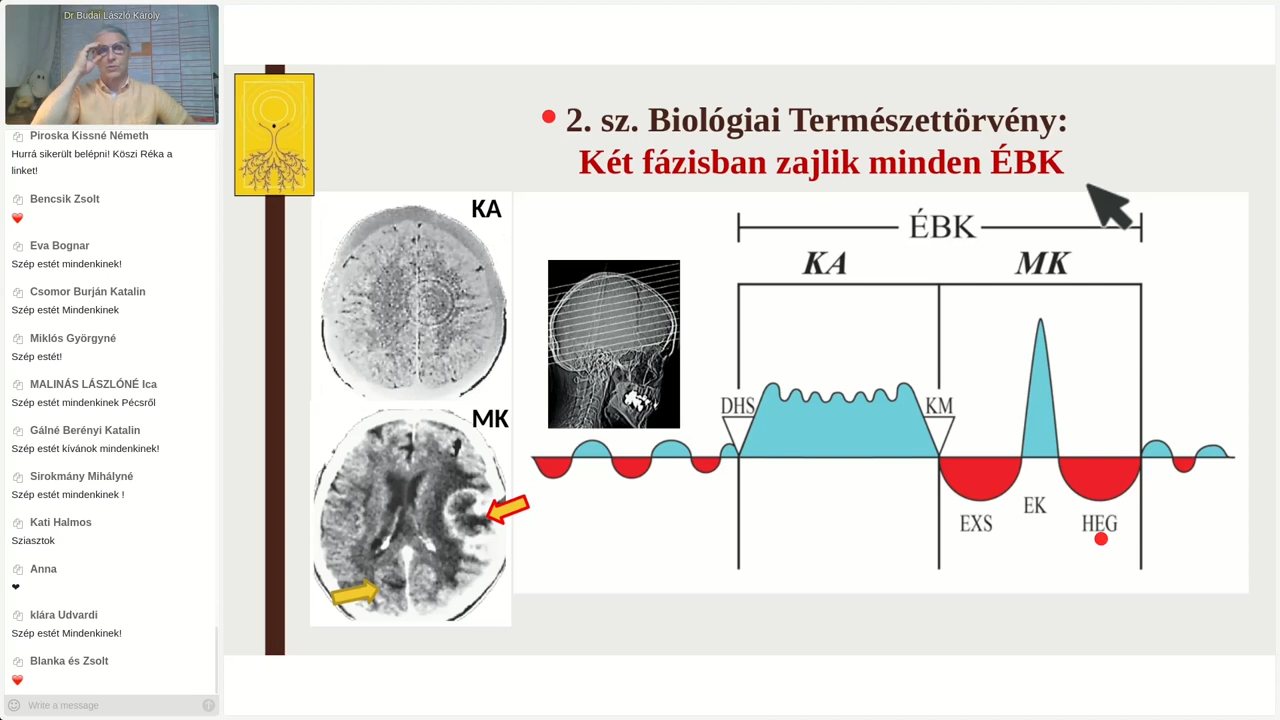 Dr Budai László Károly
Piroska Kissné Németh
Hurrá sikerült belépni! Köszi Réka a
linket!
Bencsik Zsolt
Eva Bognar
Szép estét mindenkinek!
Csomor Burján Katalin
Szép estét Mindenkinek
Miklós Györgyné
Szép estét!
MALINÁS LÁSZLÓNÉ Ica
Szép estét mindenkinek Pécsről
Gálné Berényi Katalin
Szép estét kívánok mindenkinek!
Sirokmány Mihályné
Szép estét mindenkinek !
Kati Halmos
Sziasztok
Anna
klára Udvardi
Szép estét Mindenkinek!
Blanka és Zsolt
Write a message
2. sz. Biológiai Természettörvény:
Két fázisban zajlik minden ÉBK
KA
MK
ÉBK
KA
MK
DHS
KM
EXS
EK
HEG